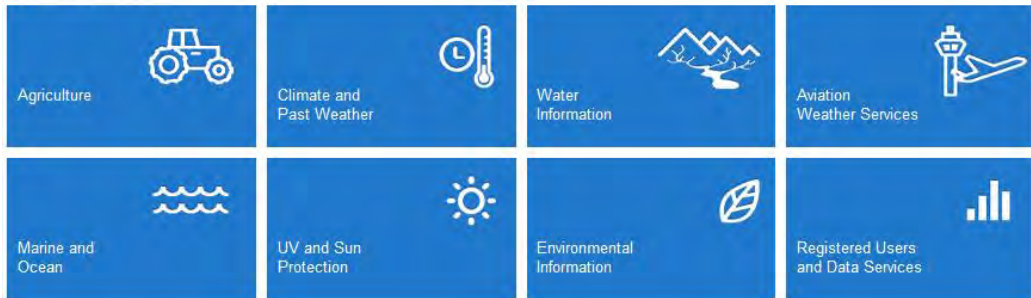 Agriculture
Climate and
Past Weather
Water
Information
Aviation
Weather Services
Marine and
Ocean
UV and Sun
Protection
Environmental
Information
Registered Users
and Data Services